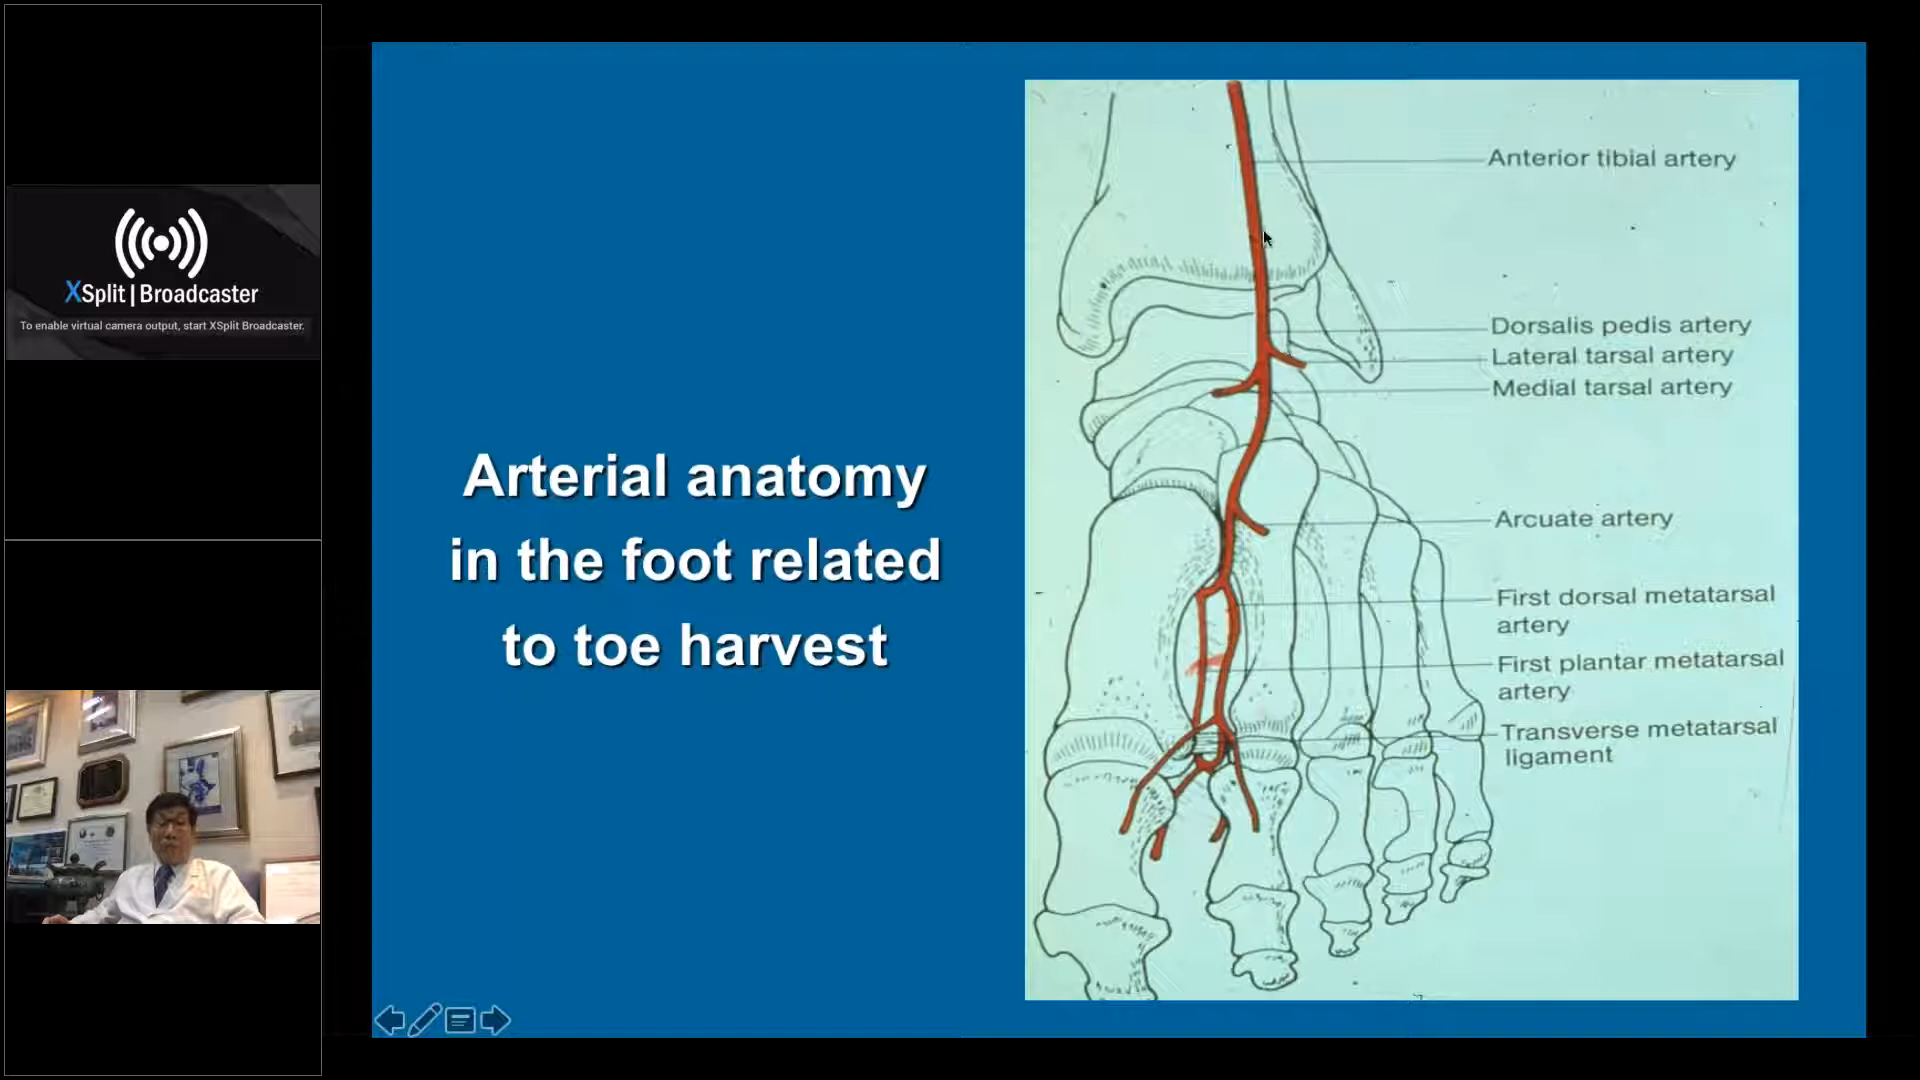 XSplit | Broadcaster
To enable virtual camera output, start XSplit Broadcaster.
Arterial anatomy
in the foot related
to toe harvest
Anterior tibial artery
Dorsalis pedis artery
Lateral tarsal artery
Medial tarsal artery
Arcuate artery
First dorsal metatarsal
artery
First plantar metatarsal
artery
Transverse metatarsal
ligament